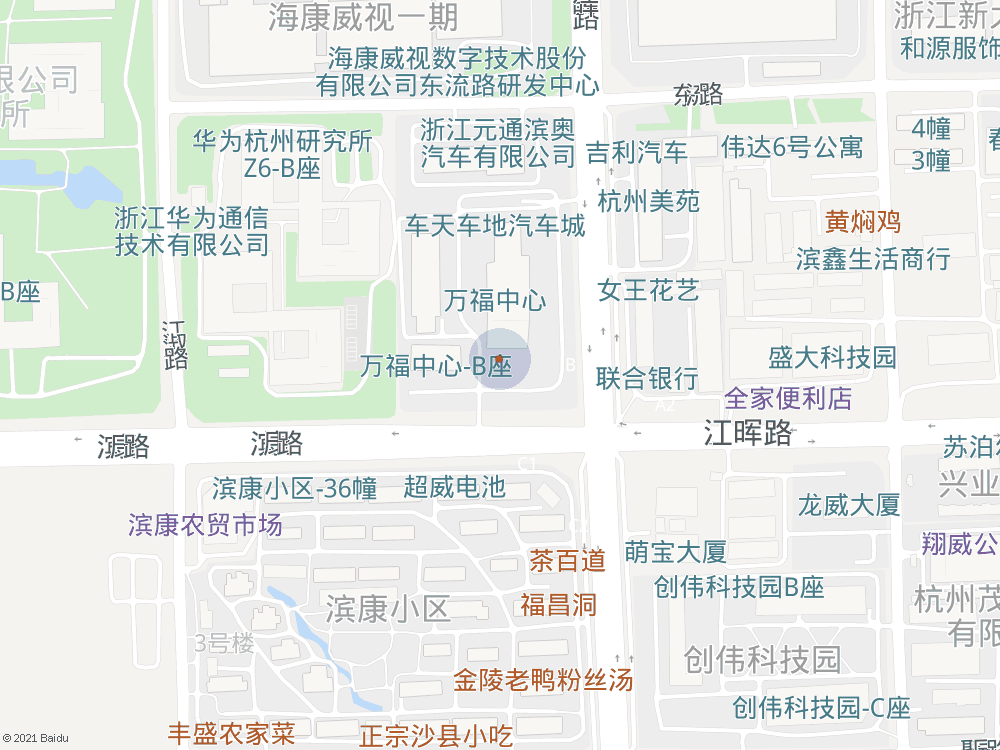 海康威视一期
浙江新
和源服饰
海康威视数字技术股份
有限公司东流路研发中心
限公司
所
路
4幢
3幢
华为杭州研究所
Z6-B座
浙江元通滨奥
汽车有限公司
吉利汽车
伟达6号公寓
杭州美苑
浙江华为通信
技术有限公司
车天车地汽车城
黄焖鸡
滨鑫生活商行
B座
万福中心
女王花艺
江淑路
万福中心-B座
B
盛大科技园
联合银行
全家便利店
A2
江晖路
苏泊
C1
滨康小区-36幢
超威电池
兴业
龙威大厦
滨康农贸市场
翔威公
茶百道
萌宝大厦
创伟科技园B座
福昌洞
滨康小区
杭州茂
有限
3号楼
创伟科技园
金陵老鸭粉丝汤
创伟科技园-C座
丰盛农家菜
正宗沙县小吃
© 2021 Baidu